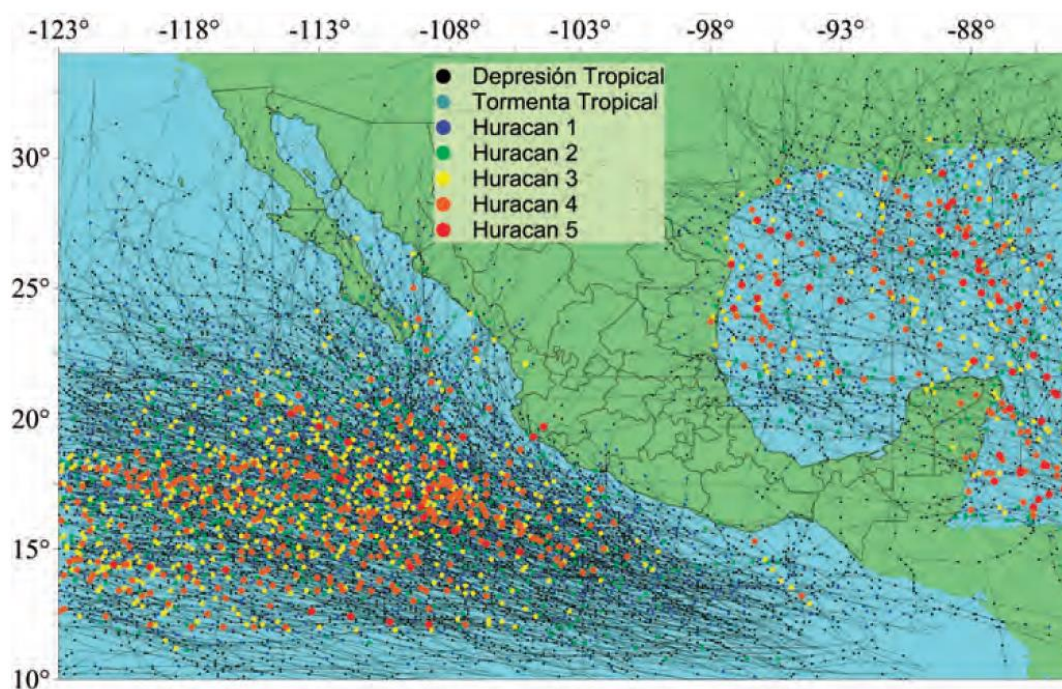 -123° -118° -113° -108° -103° -98° -93° -88°
Depresión Tropical
Tormenta Tropical
Huracan 1
Huracan 2
Huracan 3
Huracan 4
Huracan 5
30°
25°
20°
15°
10°